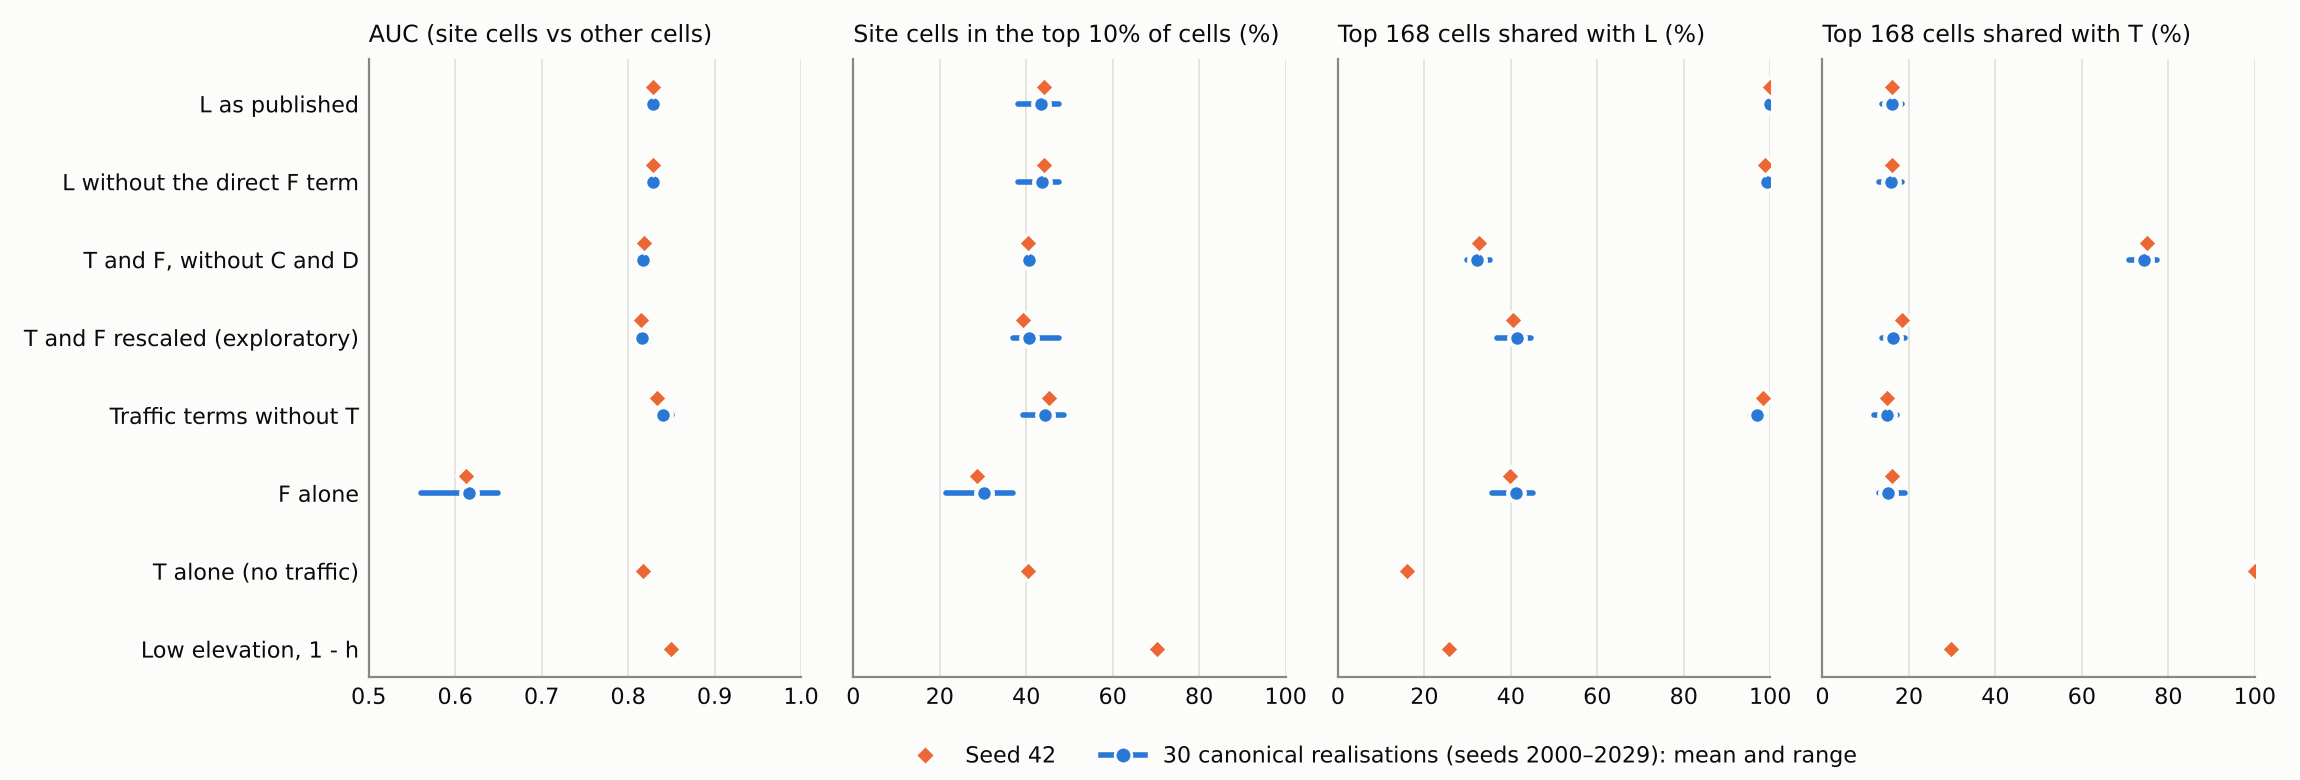 AUC (site cells vs other cells)
Site cells in the top 10% of cells (%)
Top 168 cells shared with L (%)
Top 168 cells shared with T (%)
L as published
L without the direct F term
T and F, without C and D
T and F rescaled (exploratory)
Traffic terms without T
F alone
T alone (no traffic)
Low elevation, 1 - h
0.5 0.6 0.7 0.8 0.9 1.0
0 20 40 60 80 100
0 20 40 60 80 100
0 20 40 60 80 100
Seed 42
30 canonical realisations (seeds 2000–2029): mean and range